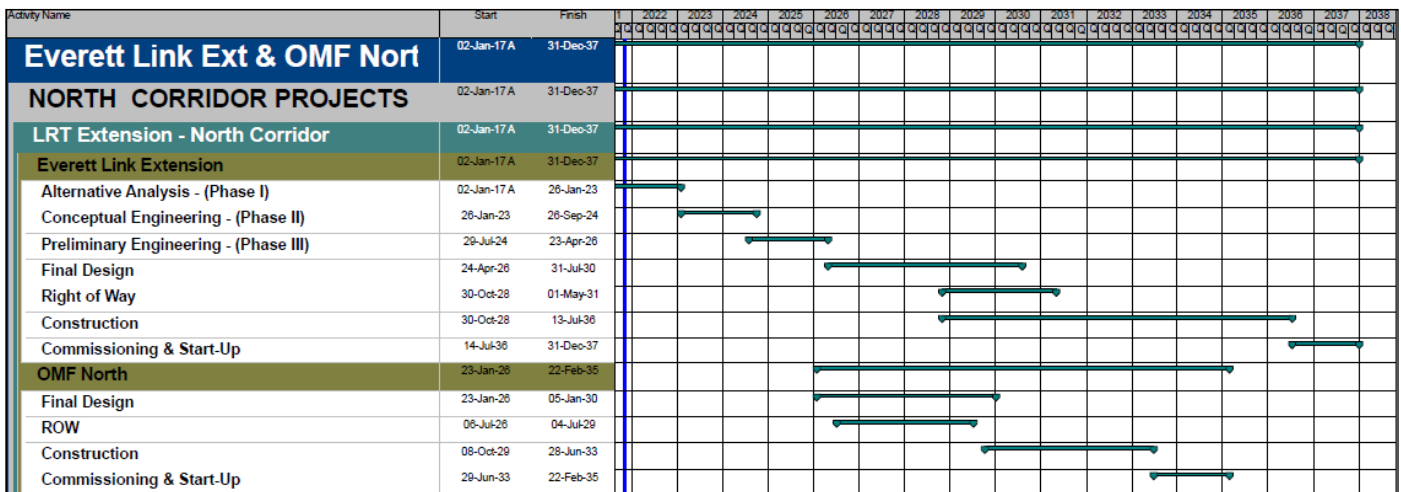 Activity Name Start Finish 1 2022 2023 2024 2025 2026 2027 2028 2029 2030 2031 2032 2033 2034 2035 2036 2037 2038
Everett Link Ext & OMF Nort 02-Jan-17 A 31-Dec-37
NORTH CORRIDOR PROJECTS 02-Jan-17 A 31-Dec-37
LRT Extension - North Corridor 02-Jan-17 A 31-Dec-37
Everett Link Extension 02-Jan-17 A 31-Dec-37
Alternative Analysis - (Phase I) 02-Jan-17 A 26-Jan-23
Conceptual Engineering - (Phase II) 26-Jan-23 26-Sep-24
Preliminary Engineering - (Phase III) 29-Jul-24 23-Apr-26
Final Design 24-Apr-26 31-Jul-30
Right of Way 30-Oct-28 01-May-31
Construction 30-Oct-28 13-Jul-36
Commissioning & Start-Up 14-Jul-36 31-Dec-37
OMF North 23-Jan-26 22-Feb-35
Final Design 23-Jan-26 05-Jan-30
ROW 06-Jul-26 04-Jul-29
Construction 08-Oct-29 28-Jun-33
Commissioning & Start-Up 29-Jun-33 22-Feb-35